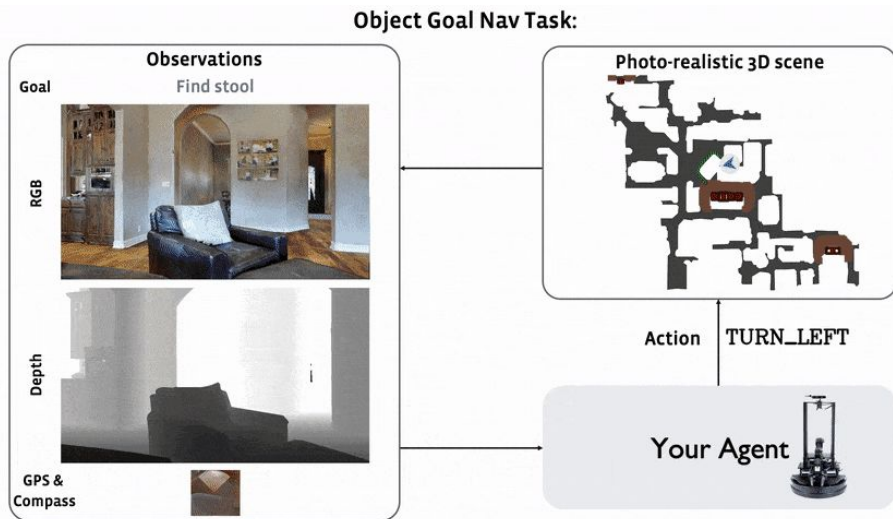 Object Goal Nav Task:
Observations
Goal
Find stool
RGB
Depth
GPS &
Compass
Photo-realistic 3D scene
Action
TURN_LEFT
Your Agent